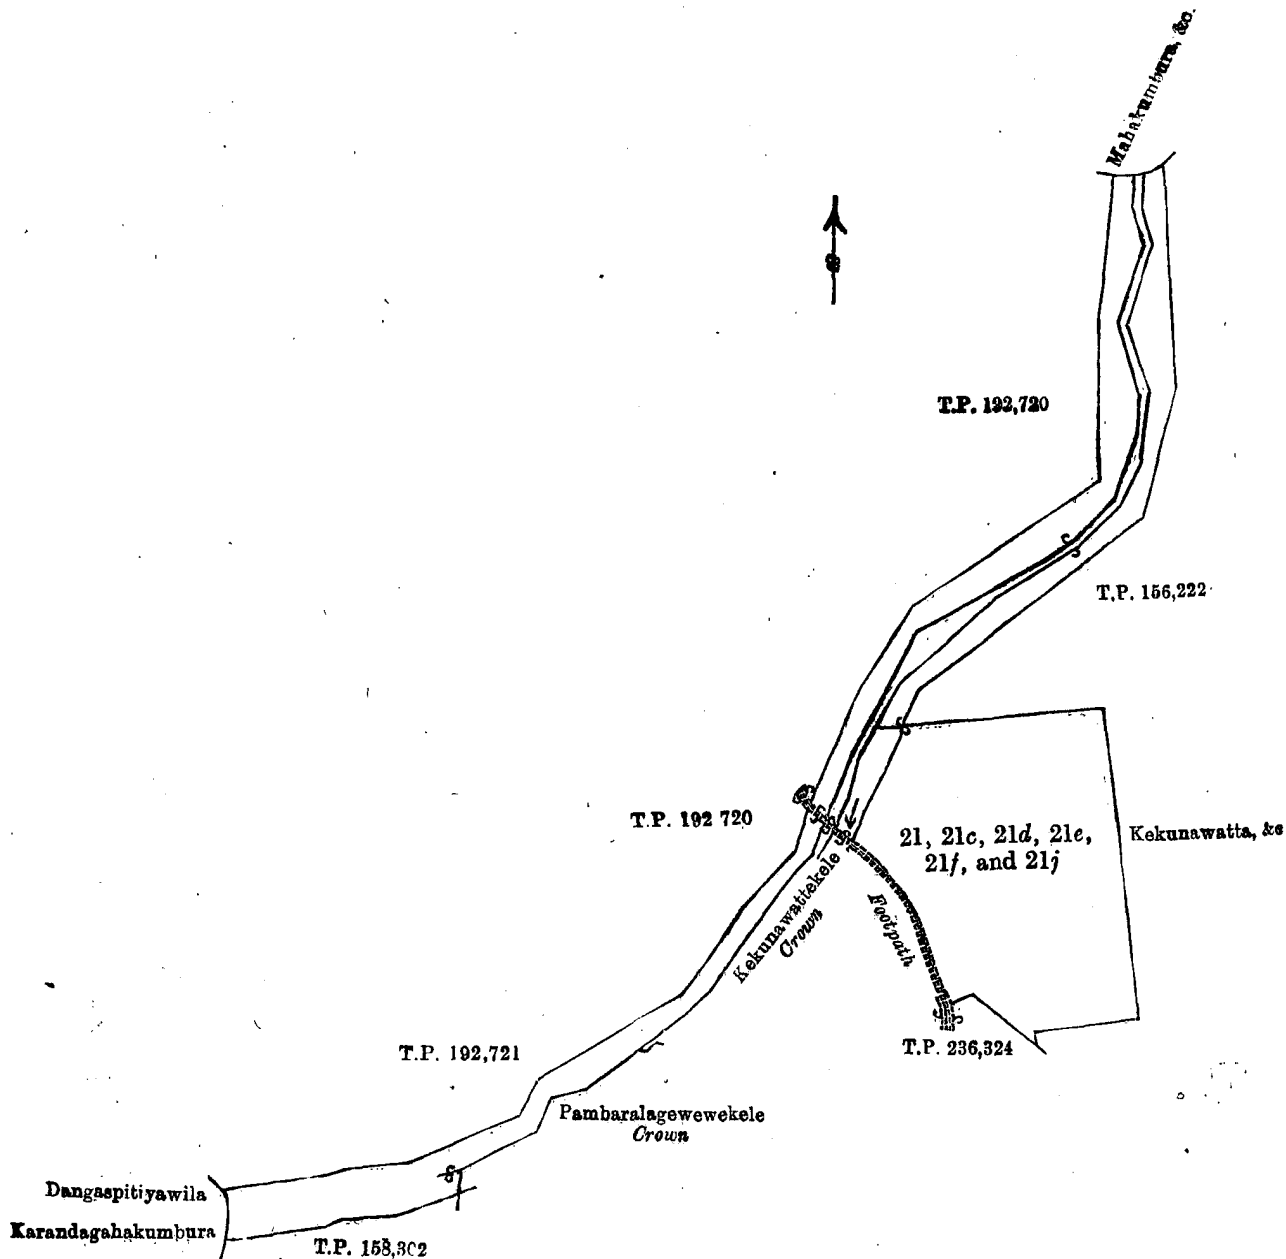 Mahakumbura, &c.
T.P. 192,720
T.P. 156,222
T.P. 192 720
21, 21c, 21d, 21e,
21f, and 21j
Kekunawatta, &c
Kekunawattekele
Crown
Footpath
T.P. 236,324
T.P. 192,721
Pambaralagewewekele
Crown
Dangaspitiyawila
Karandagahakumbura
T.P. 158,302